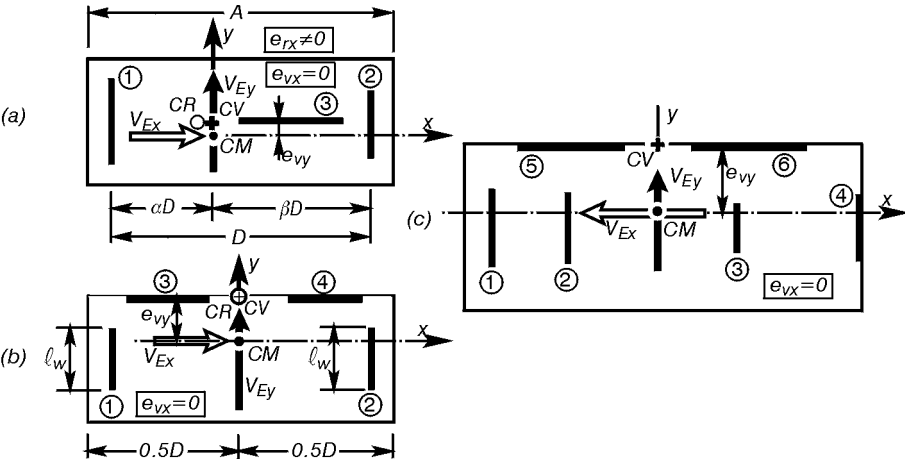 (a)
A
y
e_rx≠0
e_vx=0
①
②
③
V_Ey
CR
CV
V_Ex
CM
e_vy
x
αD
βD
D
(b)
y
③
④
CR
CV
e_vy
x
ℓ_w
V_Ex
CM
ℓ_w
V_Ey
①
e_vx=0
②
0.5D
0.5D
(c)
y
⑤
CV
⑥
e_vy
V_Ey
④
x
V_Ex
CM
①
②
③
e_vx=0